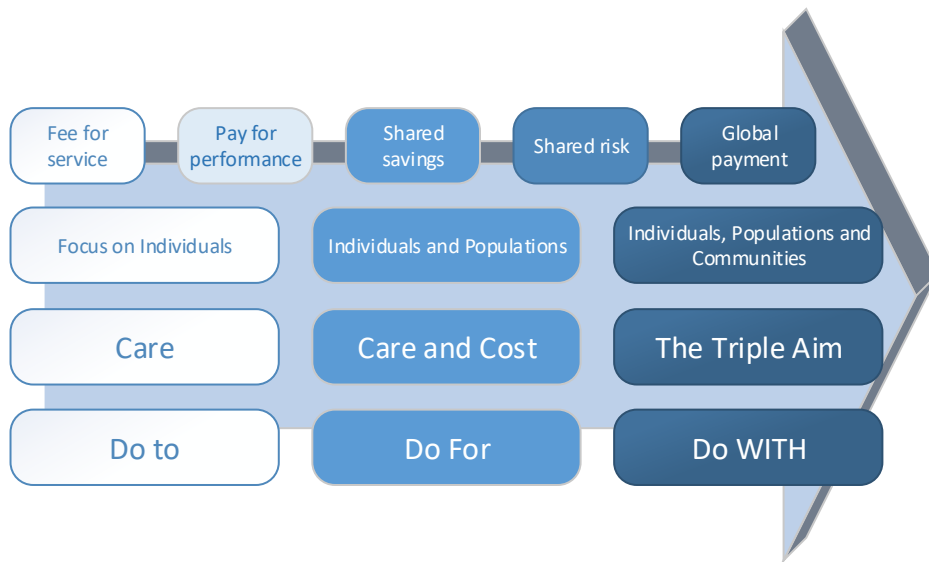 Fee for
service
Pay for
performance
Shared
savings
Shared risk
Global
payment
Focus on Individuals
Individuals and Populations
Individuals, Populations and
Communities
Care
Care and Cost
The Triple Aim
Do to
Do For
Do WITH